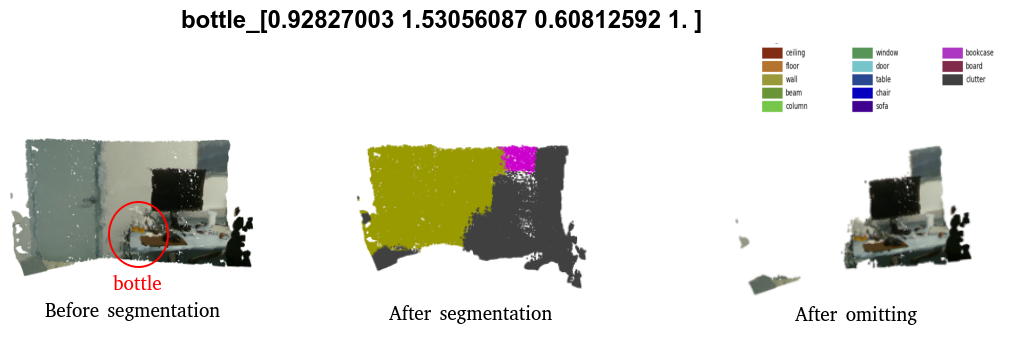 bottle_[0.92827003 1.53056087 0.60812592 1. ]
ceiling
floor
wall
beam
column
window
door
table
chair
sofa
bookcase
board
clutter
bottle
Before segmentation
After segmentation
After omitting